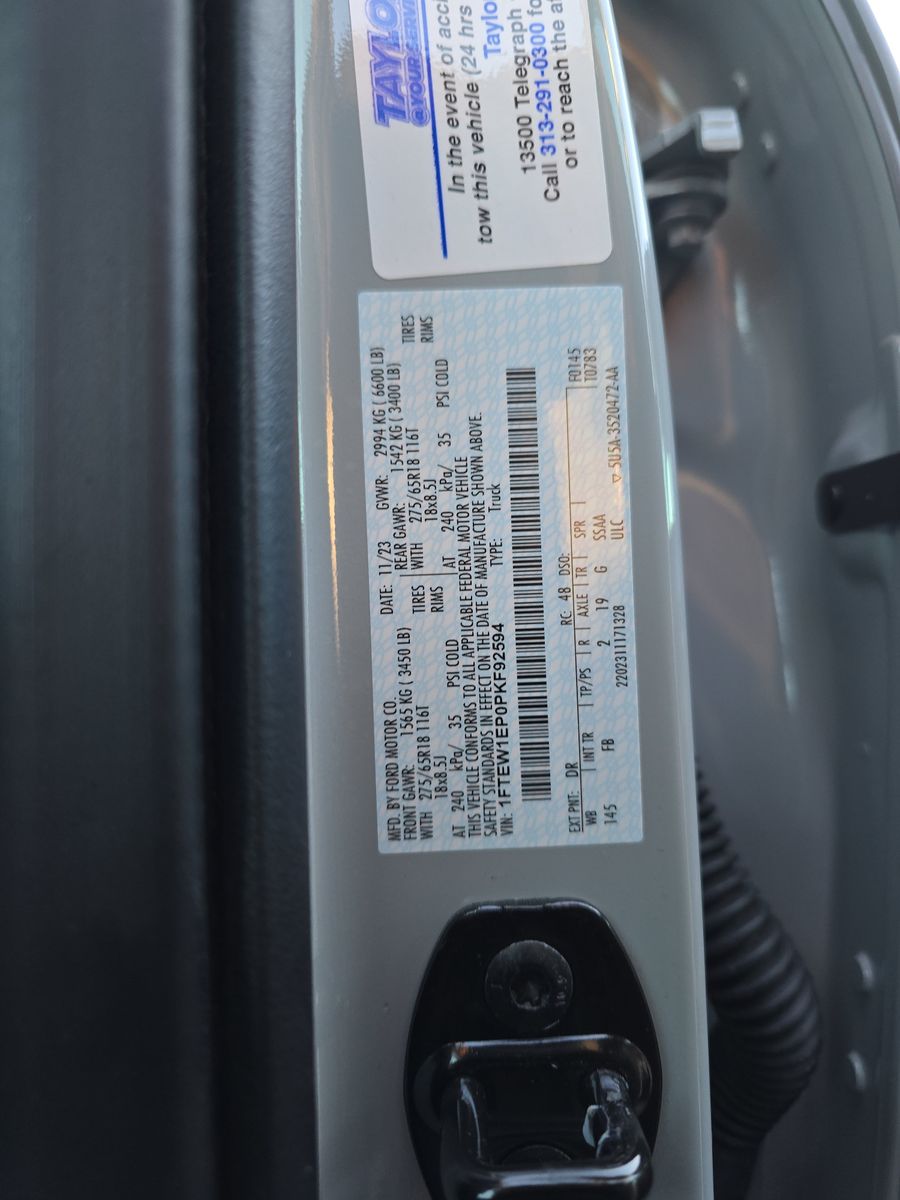 TAYLO
@YOURSERVI
In the event of acci
tow this vehicle (24 hrs
Taylo
13500 Telegraph
Call 313-291-0300 fo
or to reach the af
MFD. BY FORD MOTOR CO.
DATE: 11/23 GVWR: 2994 KG ( 6600 LB)
FRONT GAWR: 1565 KG ( 3450 LB) REAR GAWR: 1542 KG ( 3400 LB)
WITH 275/65R18 116T TIRES WITH 275/65R18 116T TIRES
18x8.5J RIMS 18x8.5J RIMS
AT 240 kPa/ 35 PSI COLD AT 240 kPa/ 35 PSI COLD
THIS VEHICLE CONFORMS TO ALL APPLICABLE FEDERAL MOTOR VEHICLE
SAFETY STANDARDS IN EFFECT ON THE DATE OF MANUFACTURE SHOWN ABOVE.
VIN: 1FTEW1EP0PKF92594 TYPE: Truck
EXT PNT: DR RC: 48 DSO: F0145
WB INT TR TP/PS R AXLE TR SPR T0783
145 FB 2 19 G SSAA
2202311171328 ULC ▽5U5A-3520472-AA